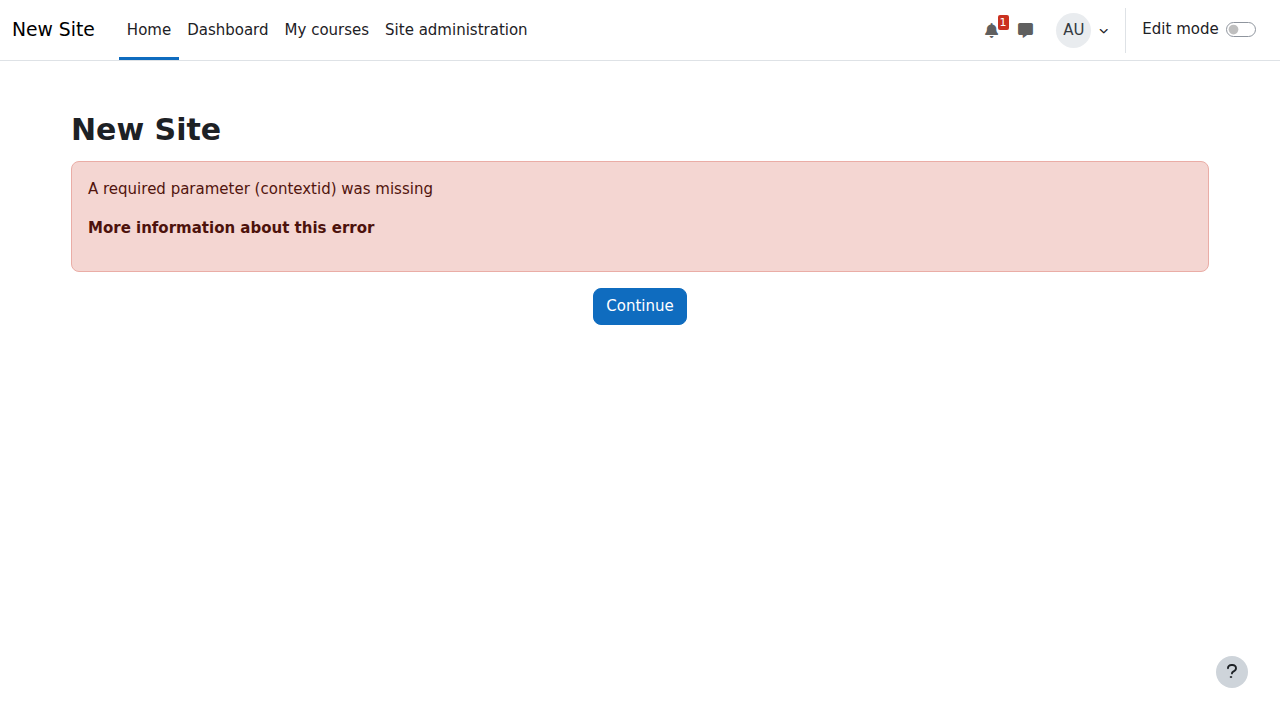 New Site
Home
Dashboard
My courses
Site administration
1
AU
Edit mode
New Site
A required parameter (contextid) was missing
More information about this error
Continue
?